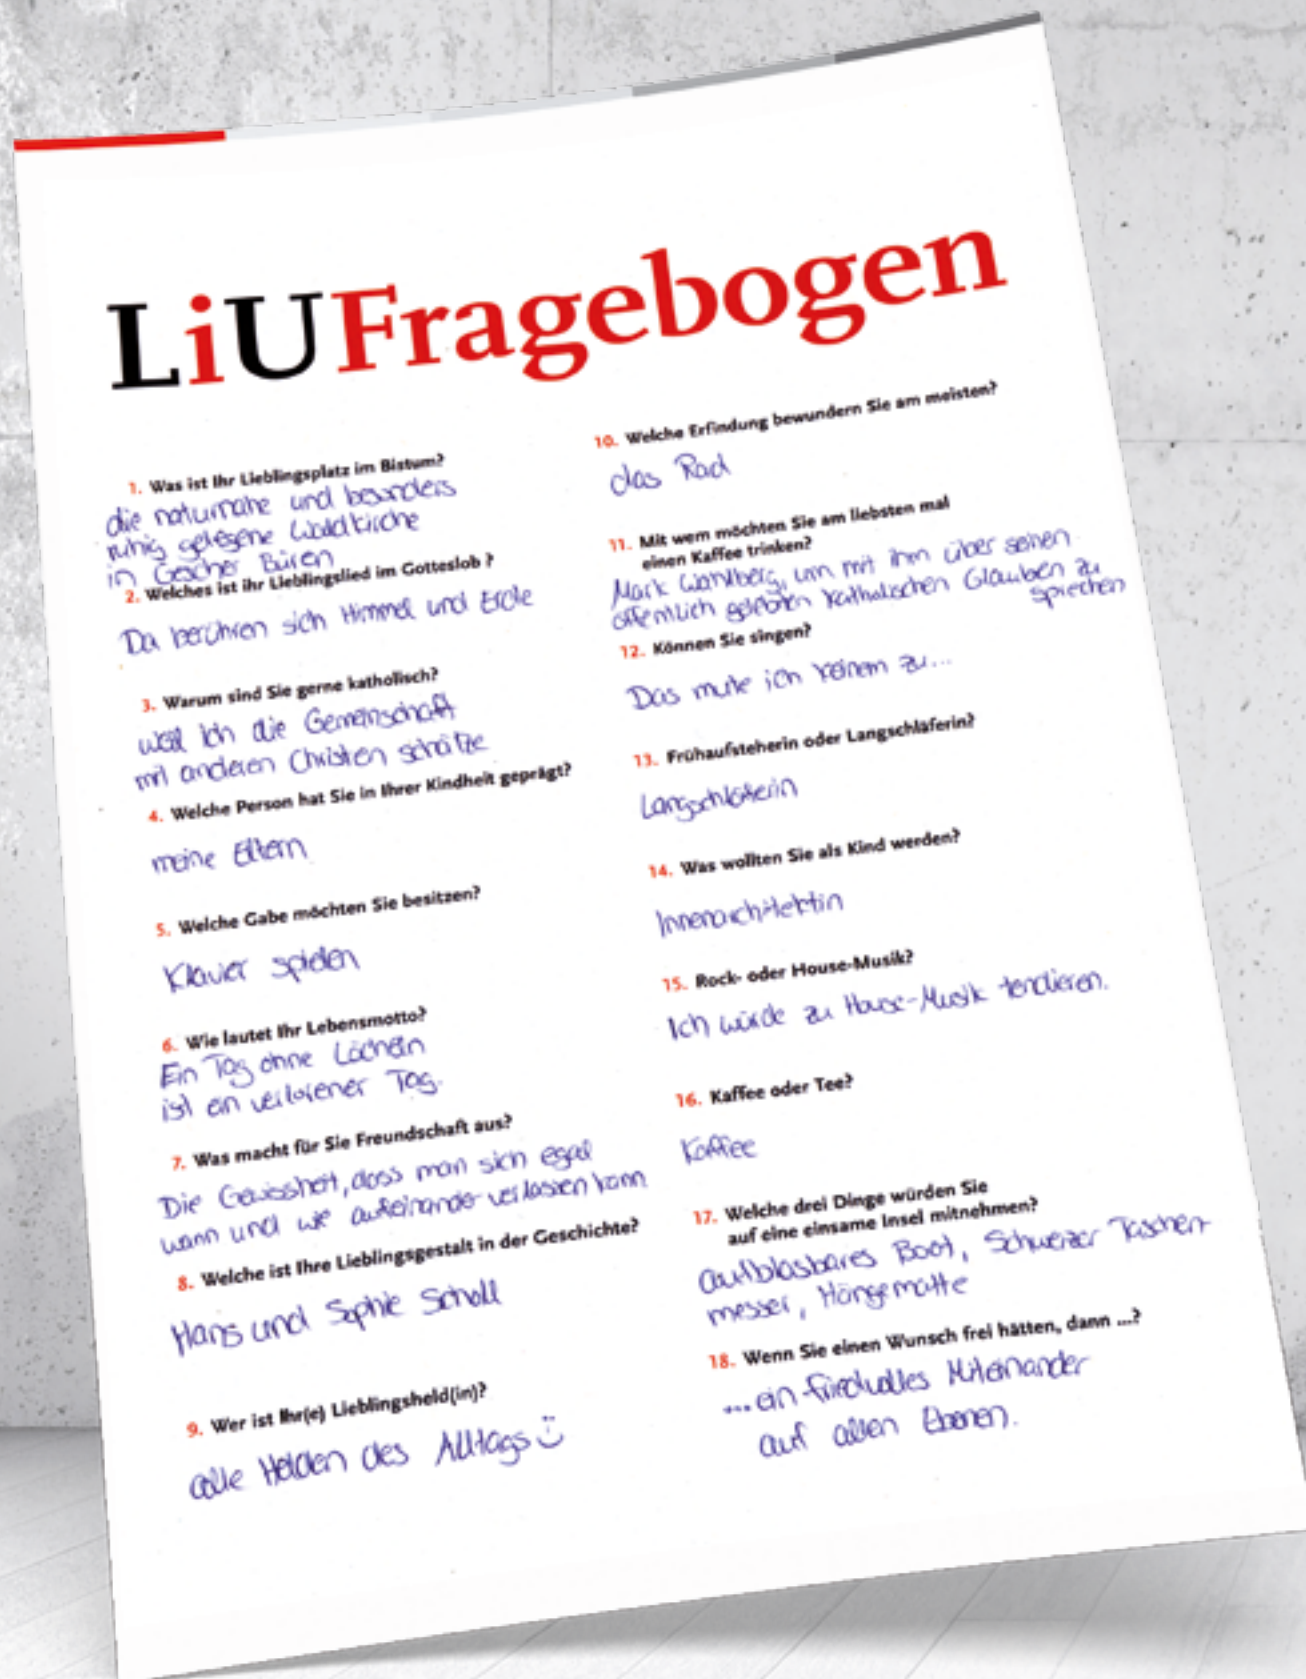 LiUFragebogen
1. Was ist Ihr Lieblingsplatz im Bistum?
die naturnahe und besonders
ruhig gelegene Waldkirche
in Gescher Büren
2. Welches ist ihr Lieblingslied im Gotteslob ?
Da berühren sich Himmel und Erde
3. Warum sind Sie gerne katholisch?
weil ich die Gemeinschaft
mit anderen Christen schätze
4. Welche Person hat Sie in Ihrer Kindheit geprägt?
meine Eltern
5. Welche Gabe möchten Sie besitzen?
Klavier spielen
6. Wie lautet Ihr Lebensmotto?
Ein Tag ohne Lächeln
ist ein verlorener Tag.
7. Was macht für Sie Freundschaft aus?
Die Gewissheit, dass man sich egal
wann und wie aufeinander verlassen kann
8. Welche ist Ihre Lieblingsgestalt in der Geschichte?
Hans und Sophie Scholl
9. Wer ist Ihr(e) Lieblingsheld(in)?
alle Helden des Alltags
10. Welche Erfindung bewundern Sie am meisten?
das Rad
11. Mit wem möchten Sie am liebsten mal
einen Kaffee trinken?
Mark Wahlberg, um mit ihm über seinen
öffentlich gelebten katholischen Glauben zu
sprechen
12. Können Sie singen?
Das mute ich keinem zu...
13. Frühaufsteherin oder Langschläferin?
Langschläferin
14. Was wollten Sie als Kind werden?
Innenarchitektin
15. Rock- oder House-Musik?
Ich würde zu House-Musik tendieren.
16. Kaffee oder Tee?
Kaffee
17. Welche drei Dinge würden Sie
auf eine einsame Insel mitnehmen?
aufblasbares Boot, Schweizer Taschen-
messer, Hängematte
18. Wenn Sie einen Wunsch frei hätten, dann ...?
...ein friedvolles Miteinander
auf allen Ebenen.